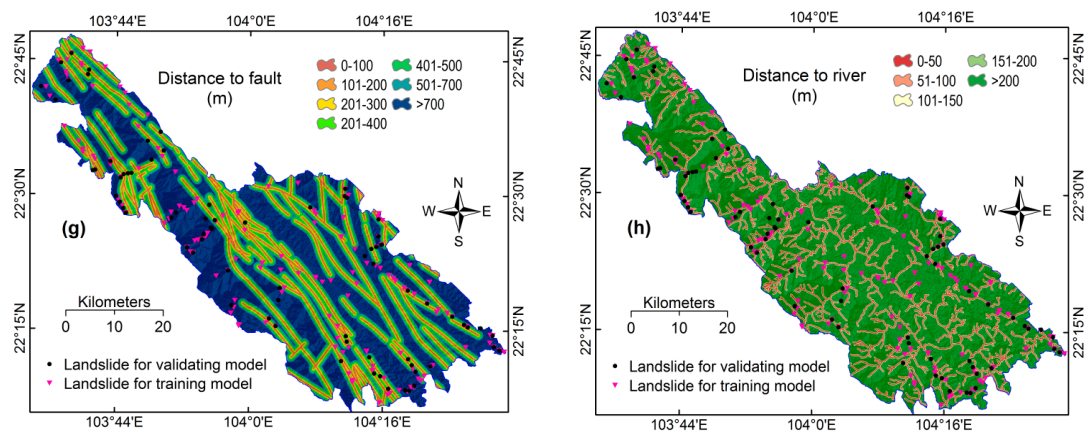 103°44'E 104°0'E 104°16'E
22°45'N 22°45'N
Distance to fault
(m)
0-100 401-500
101-200 501-700
201-300 >700
201-400
22°30'N 22°30'N
N
W E
S
(g)
Kilometers
0 10 20
22°15'N 22°15'N
Landslide for validating model
Landslide for training model
103°44'E 104°0'E 104°16'E
103°44'E 104°0'E 104°16'E
22°45'N 22°45'N
Distance to river
(m)
0-50 151-200
51-100 >200
101-150
22°30'N 22°30'N
N
W E
S
(h)
Kilometers
0 10 20
22°15'N 22°15'N
Landslide for validating model
Landslide for training model
103°44'E 104°0'E 104°16'E